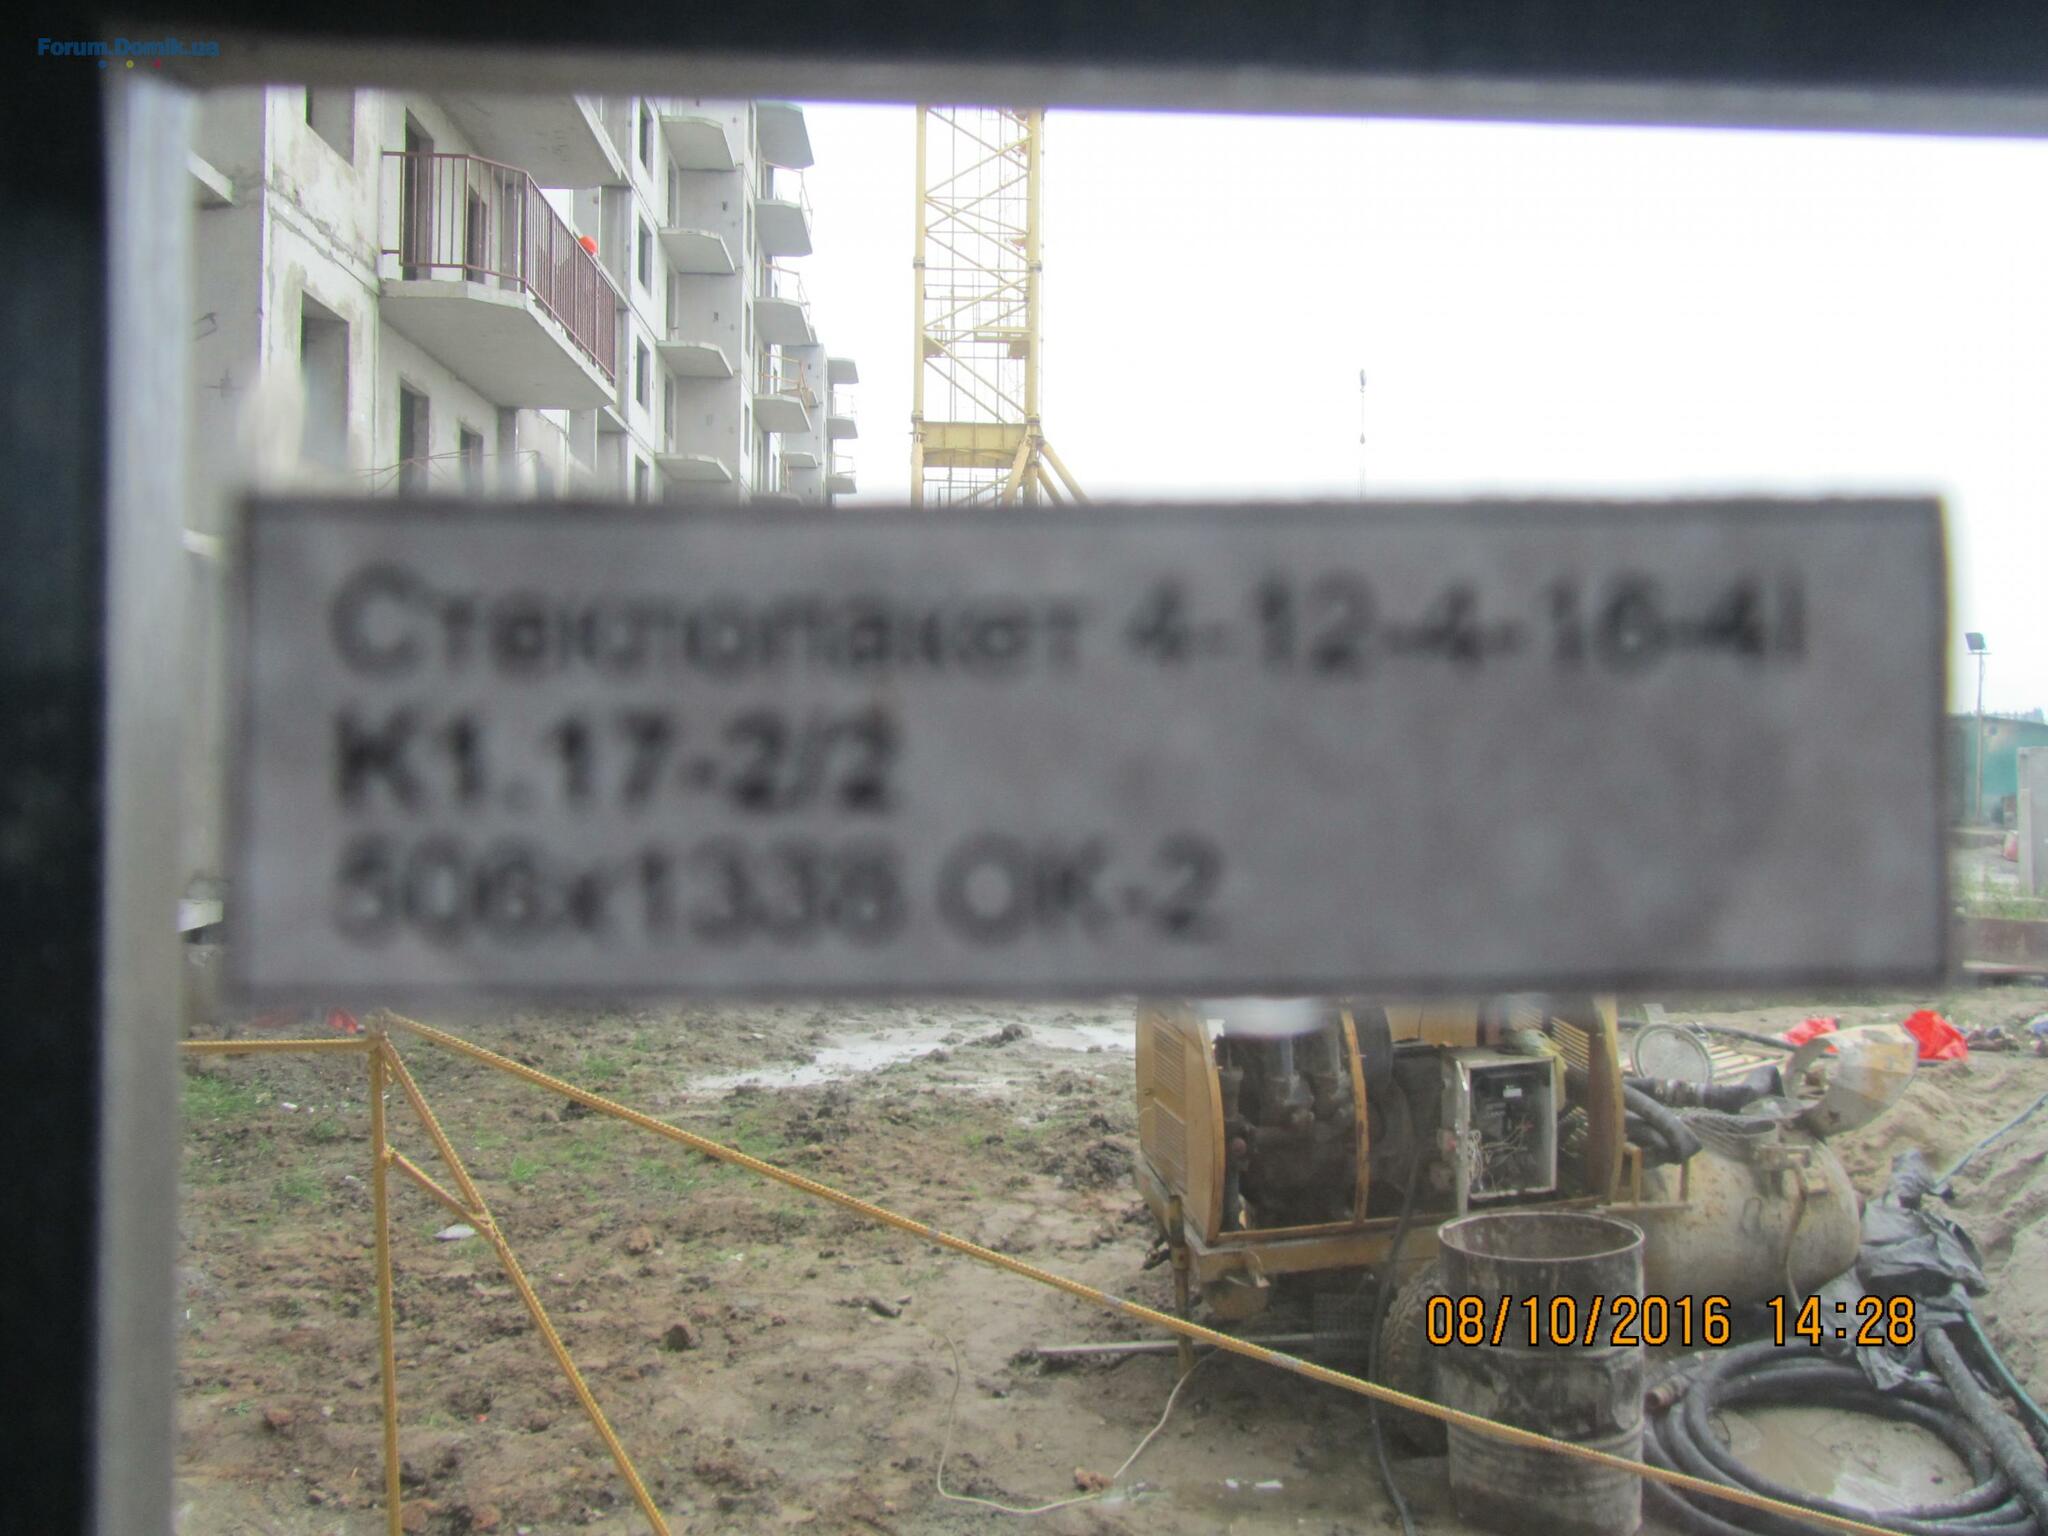 Forum.Domik.ua
Стеклопакет 4-12-4-16-4I
К1.17-2/2
506x1338 ОК-2
08/10/2016 14:28